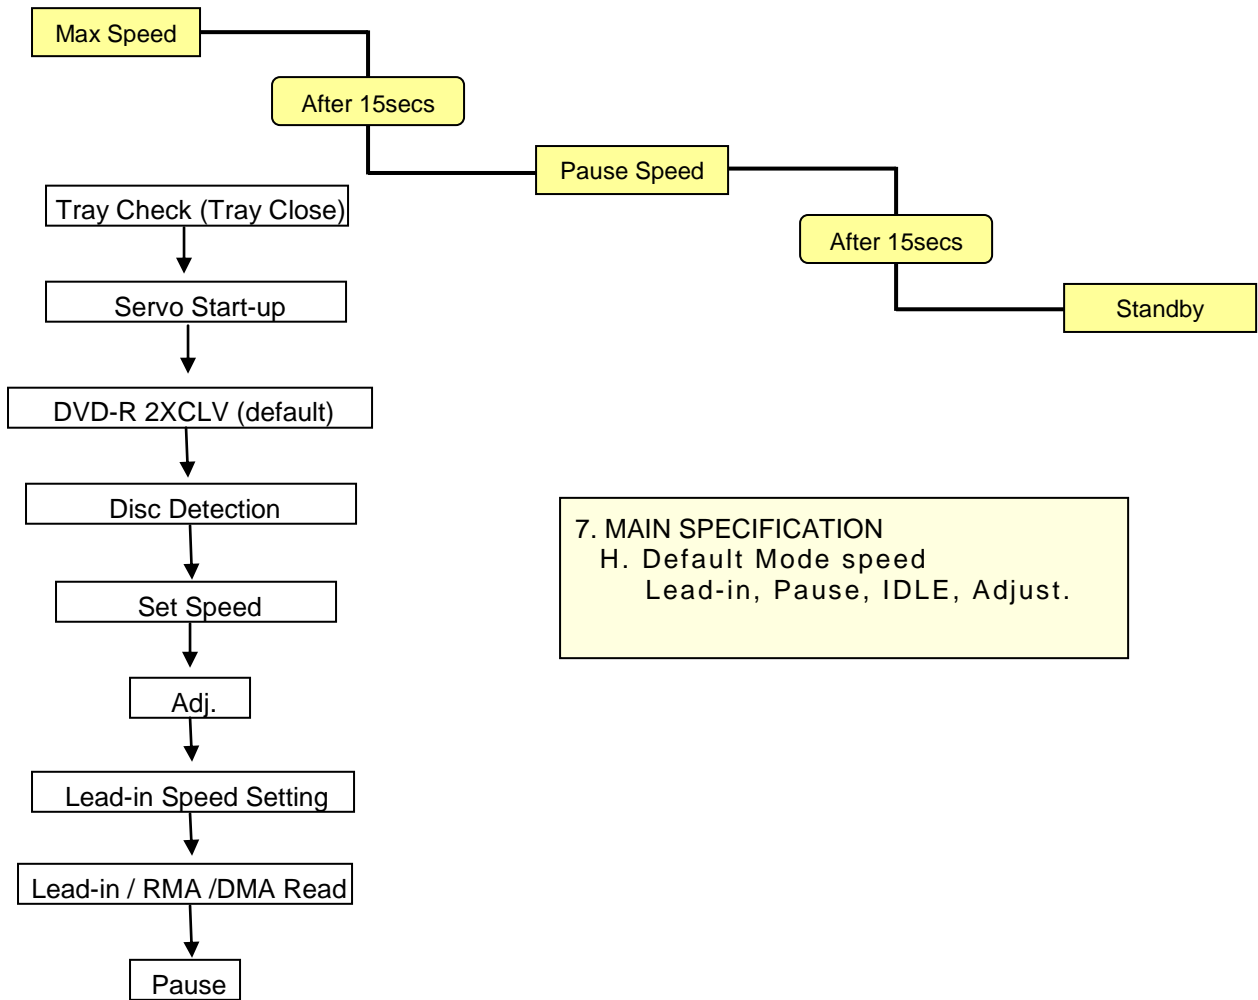 Max Speed
After 15secs
Pause Speed
After 15secs
Standby
Tray Check (Tray Close)
Servo Start-up
DVD-R 2XCLV (default)
Disc Detection
Set Speed
Adj.
Lead-in Speed Setting
Lead-in / RMA /DMA Read
Pause
7. MAIN SPECIFICATION
H. Default Mode speed
Lead-in, Pause, IDLE, Adjust.